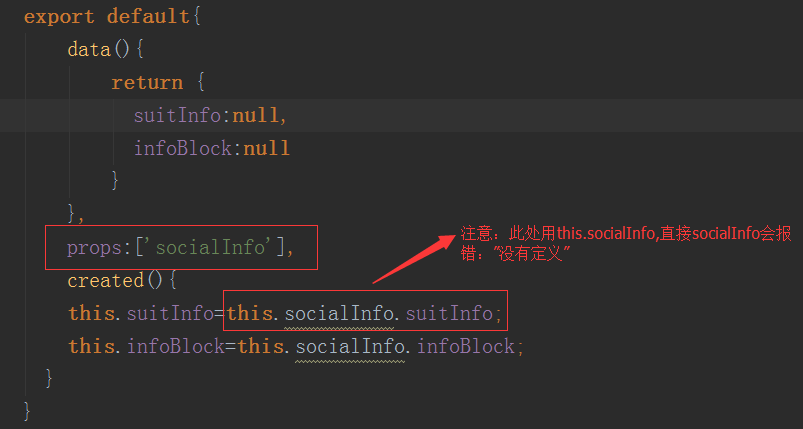 export default{
data(){
return {
suitInfo:null,
infoBlock:null
}
},
props:['socialInfo'],
注意：此处用this.socialInfo,直接socialInfo会报
错：”没有定义”
created(){
this.suitInfo=this.socialInfo.suitInfo;
this.infoBlock=this.socialInfo.infoBlock;
}
}